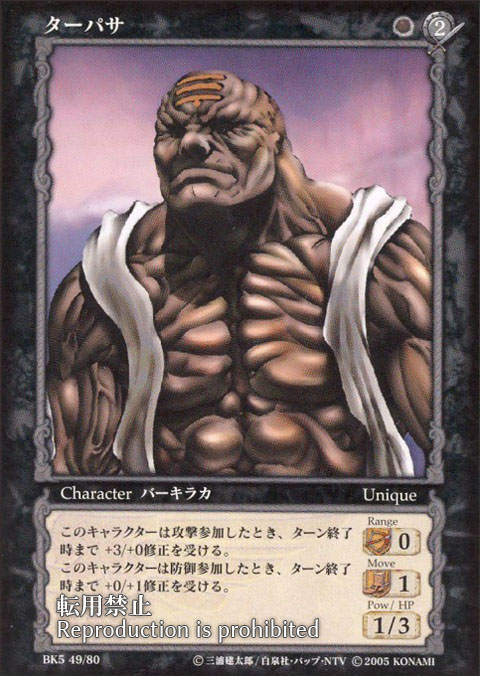 ターパサ
2
Character バーキラカ
Unique
このキャラクターは攻撃参加したとき、ターン終了
時まで +3/+0修正を受ける。
このキャラクターは防御参加したとき、ターン終了
時まで +0/+1修正を受ける。
Range
0
Move
1
Pow/ HP
1/3
転用禁止
Reproduction is prohibited
BK5 49/80
©三浦建太郎/白泉社・バップ・NTV ©2005 KONAMI